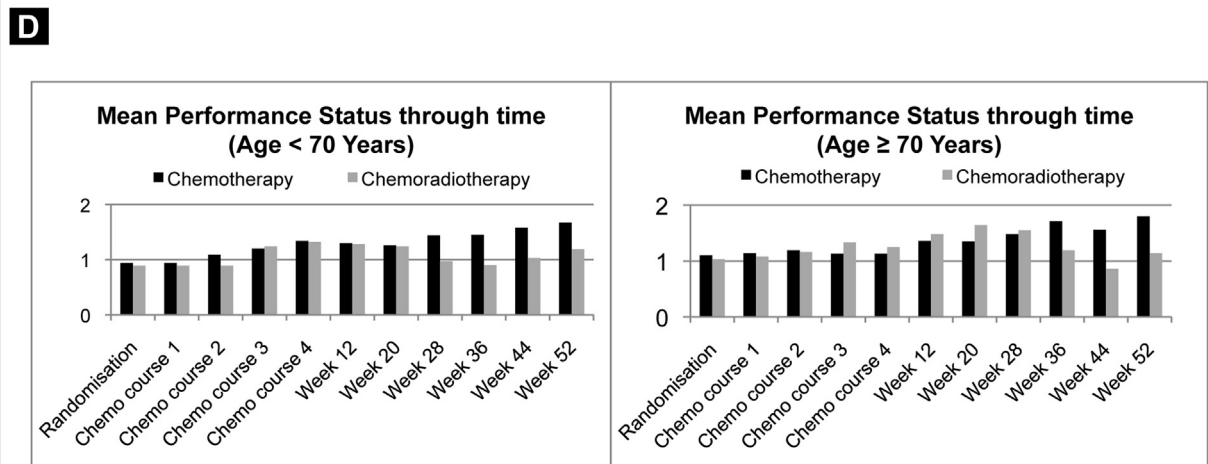 D
Mean Performance Status through time
(Age < 70 Years)
Chemotherapy
Chemoradiotherapy
2
1
0
Randomisation
Chemo course 1
Chemo course 2
Chemo course 3
Chemo course 4
Week 12
Week 20
Week 28
Week 36
Week 44
Week 52
Mean Performance Status through time
(Age ≥ 70 Years)
Chemotherapy
Chemoradiotherapy
2
1
0
Randomisation
Chemo course 1
Chemo course 2
Chemo course 3
Chemo course 4
Week 12
Week 20
Week 28
Week 36
Week 44
Week 52